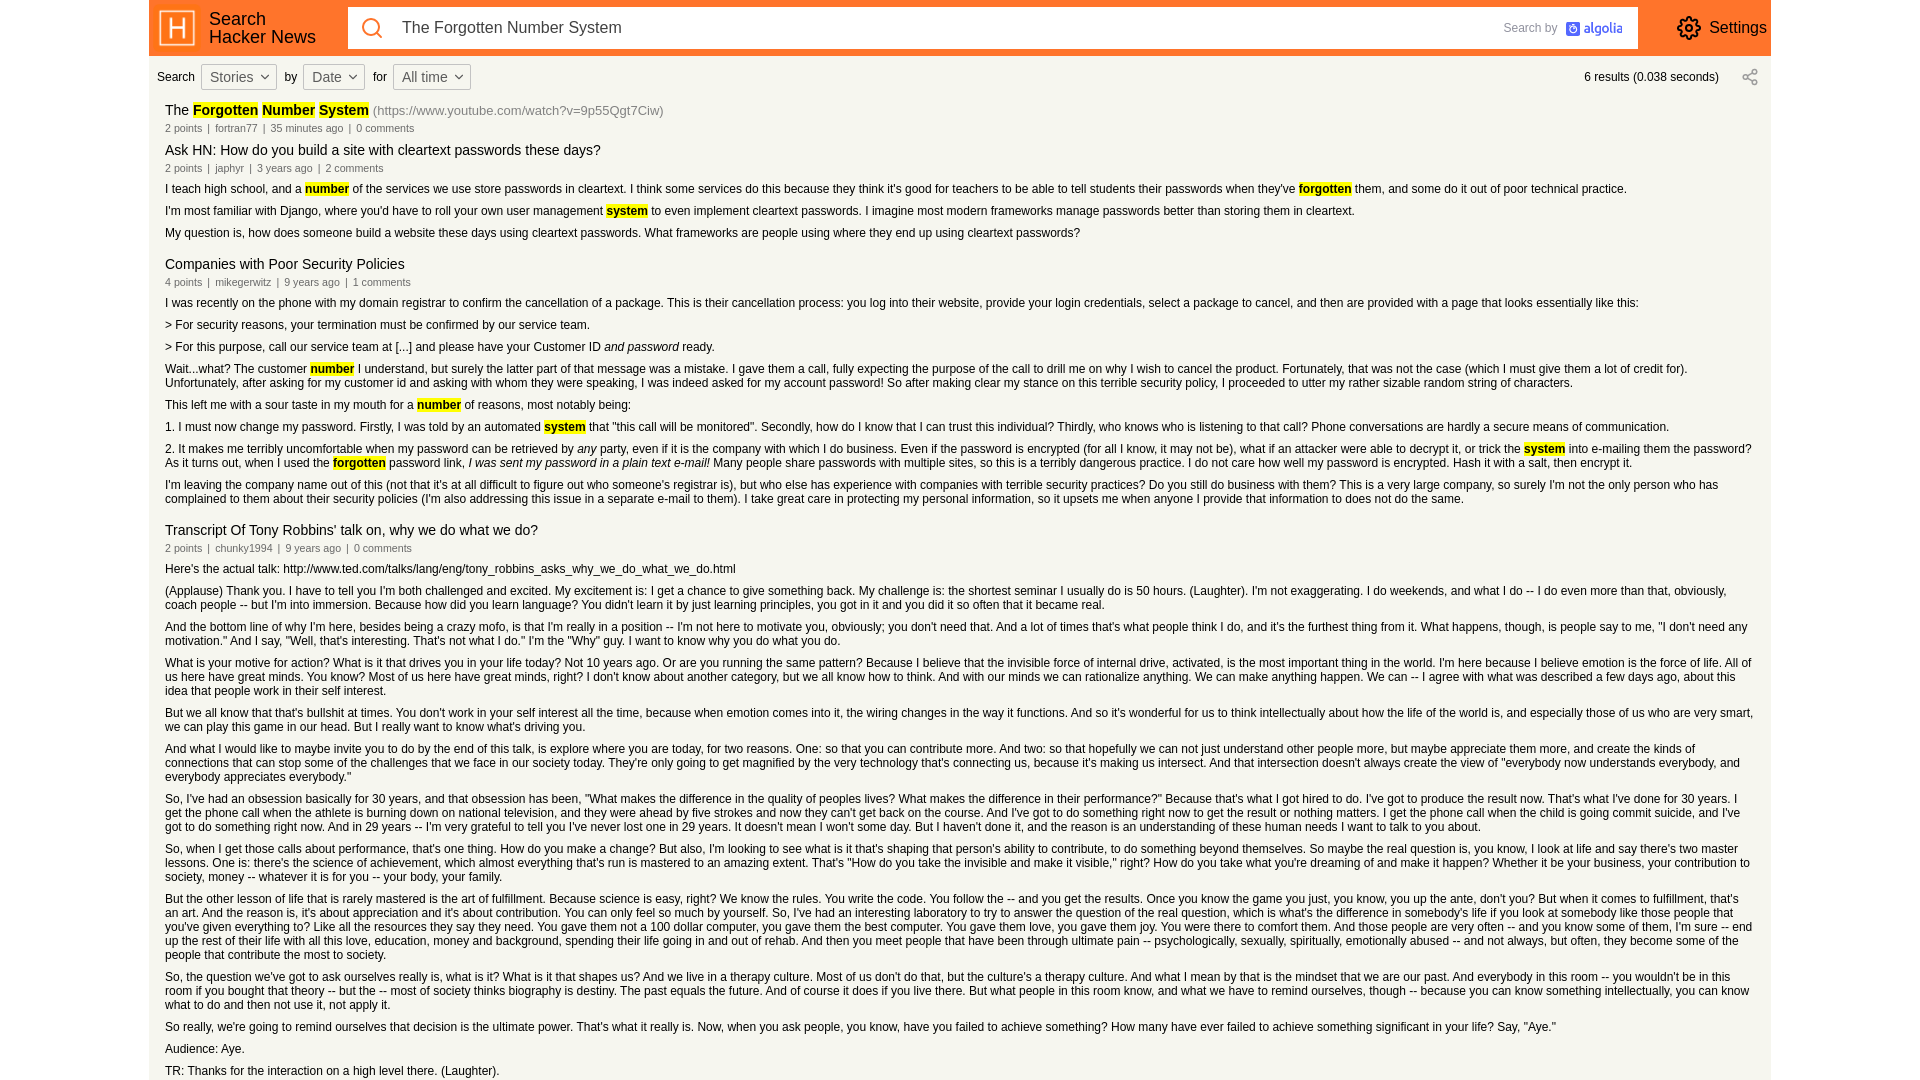 Search
Hacker News
The Forgotten Number System
Search by algolia
Settings
Search Stories by Date for All time
6 results (0.038 seconds)
The Forgotten Number System (https://www.youtube.com/watch?v=9p55Qgt7Ciw)
2 points | fortran77 | 35 minutes ago | 0 comments
Ask HN: How do you build a site with cleartext passwords these days?
2 points | japhyr | 3 years ago | 2 comments
I teach high school, and a number of the services we use store passwords in cleartext. I think some services do this because they think it's good for teachers to be able to tell students their passwords when they've forgotten them, and some do it out of poor technical practice.
I'm most familiar with Django, where you'd have to roll your own user management system to even implement cleartext passwords. I imagine most modern frameworks manage passwords better than storing them in cleartext.
My question is, how does someone build a website these days using cleartext passwords. What frameworks are people using where they end up using cleartext passwords?
Companies with Poor Security Policies
4 points | mikegerwitz | 9 years ago | 1 comments
I was recently on the phone with my domain registrar to confirm the cancellation of a package. This is their cancellation process: you log into their website, provide your login credentials, select a package to cancel, and then are provided with a page that looks essentially like this:
> For security reasons, your termination must be confirmed by our service team.
> For this purpose, call our service team at [...] and please have your Customer ID and password ready.
Wait...what? The customer number I understand, but surely the latter part of that message was a mistake. I gave them a call, fully expecting the purpose of the call to drill me on why I wish to cancel the product. Fortunately, that was not the case (which I must give them a lot of credit for).
Unfortunately, after asking for my customer id and asking with whom they were speaking, I was indeed asked for my account password! So after making clear my stance on this terrible security policy, I proceeded to utter my rather sizable random string of characters.
This left me with a sour taste in my mouth for a number of reasons, most notably being:
1. I must now change my password. Firstly, I was told by an automated system that "this call will be monitored". Secondly, how do I know that I can trust this individual? Thirdly, who knows who is listening to that call? Phone conversations are hardly a secure means of communication.
2. It makes me terribly uncomfortable when my password can be retrieved by any party, even if it is the company with which I do business. Even if the password is encrypted (for all I know, it may not be), what if an attacker were able to decrypt it, or trick the system into e-mailing them the password?
As it turns out, when I used the forgotten password link, I was sent my password in a plain text e-mail! Many people share passwords with multiple sites, so this is a terribly dangerous practice. I do not care how well my password is encrypted. Hash it with a salt, then encrypt it.
I'm leaving the company name out of this (not that it's at all difficult to figure out who someone's registrar is), but who else has experience with companies with terrible security practices? Do you still do business with them? This is a very large company, so surely I'm not the only person who has
complained to them about their security policies (I'm also addressing this issue in a separate e-mail to them). I take great care in protecting my personal information, so it upsets me when anyone I provide that information to does not do the same.
Transcript Of Tony Robbins' talk on, why we do what we do?
2 points | chunky1994 | 9 years ago | 0 comments
Here's the actual talk: http://www.ted.com/talks/lang/eng/tony_robbins_asks_why_we_do_what_we_do.html
(Applause) Thank you. I have to tell you I'm both challenged and excited. My excitement is: I get a chance to give something back. My challenge is: the shortest seminar I usually do is 50 hours. (Laughter). I'm not exaggerating. I do weekends, and what I do -- I do even more than that, obviously,
coach people -- but I'm into immersion. Because how did you learn language? You didn't learn it by just learning principles, you got in it and you did it so often that it became real.
And the bottom line of why I'm here, besides being a crazy mofo, is that I'm really in a position -- I'm not here to motivate you, obviously; you don't need that. And a lot of times that's what people think I do, and it's the furthest thing from it. What happens, though, is people say to me, "I don't need any
motivation." And I say, "Well, that's interesting. That's not what I do." I'm the "Why" guy. I want to know why you do what you do.
What is your motive for action? What is it that drives you in your life today? Not 10 years ago. Or are you running the same pattern? Because I believe that the invisible force of internal drive, activated, is the most important thing in the world. I'm here because I believe emotion is the force of life. All of
us here have great minds. You know? Most of us here have great minds, right? I don't know about another category, but we all know how to think. And with our minds we can rationalize anything. We can make anything happen. We can -- I agree with what was described a few days ago, about this
idea that people work in their self interest.
But we all know that that's bullshit at times. You don't work in your self interest all the time, because when emotion comes into it, the wiring changes in the way it functions. And so it's wonderful for us to think intellectually about how the life of the world is, and especially those of us who are very smart,
we can play this game in our head. But I really want to know what's driving you.
And what I would like to maybe invite you to do by the end of this talk, is explore where you are today, for two reasons. One: so that you can contribute more. And two: so that hopefully we can not just understand other people more, but maybe appreciate them more, and create the kinds of
connections that can stop some of the challenges that we face in our society today. They're only going to get magnified by the very technology that's connecting us, because it's making us intersect. And that intersection doesn't always create the view of "everybody now understands everybody, and
everybody appreciates everybody."
So, I've had an obsession basically for 30 years, and that obsession has been, "What makes the difference in the quality of peoples lives? What makes the difference in their performance?" Because that's what I got hired to do. I've got to produce the result now. That's what I've done for 30 years. I
get the phone call when the athlete is burning down on national television, and they were ahead by five strokes and now they can't get back on the course. And I've got to do something right now to get the result or nothing matters. I get the phone call when the child is going commit suicide, and I've
got to do something right now. And in 29 years -- I'm very grateful to tell you I've never lost one in 29 years. It doesn't mean I won't some day. But I haven't done it, and the reason is an understanding of these human needs I want to talk to you about.
So, when I get those calls about performance, that's one thing. How do you make a change? But also, I'm looking to see what is it that's shaping that person's ability to contribute, to do something beyond themselves. So maybe the real question is, you know, I look at life and say there's two master
lessons. One is: there's the science of achievement, which almost everything that's run is mastered to an amazing extent. That's "How do you take the invisible and make it visible," right? How do you take what you're dreaming of and make it happen? Whether it be your business, your contribution to
society, money -- whatever it is for you -- your body, your family.
But the other lesson of life that is rarely mastered is the art of fulfillment. Because science is easy, right? We know the rules. You write the code. You follow the -- and you get the results. Once you know the game you just, you know, you up the ante, don't you? But when it comes to fulfillment, that's
an art. And the reason is, it's about appreciation and it's about contribution. You can only feel so much by yourself. So, I've had an interesting laboratory to try to answer the question of the real question, which is what's the difference in somebody's life if you look at somebody like those people that
you've given everything to? Like all the resources they say they need. You gave them not a 100 dollar computer, you gave them the best computer. You gave them love, you gave them joy. You were there to comfort them. And those people are very often -- and you know some of them, I'm sure -- end
up the rest of their life with all this love, education, money and background, spending their life going in and out of rehab. And then you meet people that have been through ultimate pain -- psychologically, sexually, spiritually, emotionally abused -- and not always, but often, they become some of the
people that contribute the most to society.
So, the question we've got to ask ourselves really is, what is it? What is it that shapes us? And we live in a therapy culture. Most of us don't do that, but the culture's a therapy culture. And what I mean by that is the mindset that we are our past. And everybody in this room -- you wouldn't be in this
room if you bought that theory -- but the -- most of society thinks biography is destiny. The past equals the future. And of course it does if you live there. But what people in this room know, and what we have to remind ourselves, though -- because you can know something intellectually, you can know
what to do and then not use it, not apply it.
So really, we're going to remind ourselves that decision is the ultimate power. That's what it really is. Now, when you ask people, you know, have you failed to achieve something? How many have ever failed to achieve something significant in your life? Say, "Aye."
Audience: Aye.
TR: Thanks for the interaction on a high level there. (Laughter).